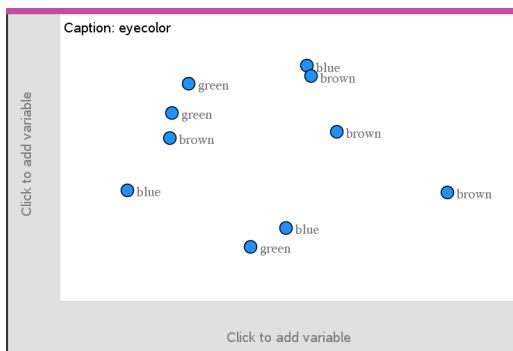 Caption: eyecolor
blue
brown
green
green
brown
brown
blue
brown
blue
green
Click to add variable
Click to add variable